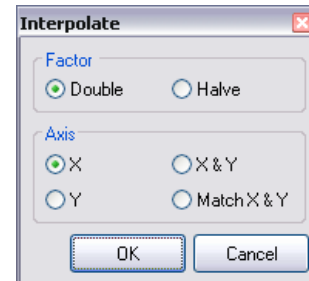 Interpolate
Factor
Double Halve
Axis
X X & Y
Y Match X & Y
OK Cancel